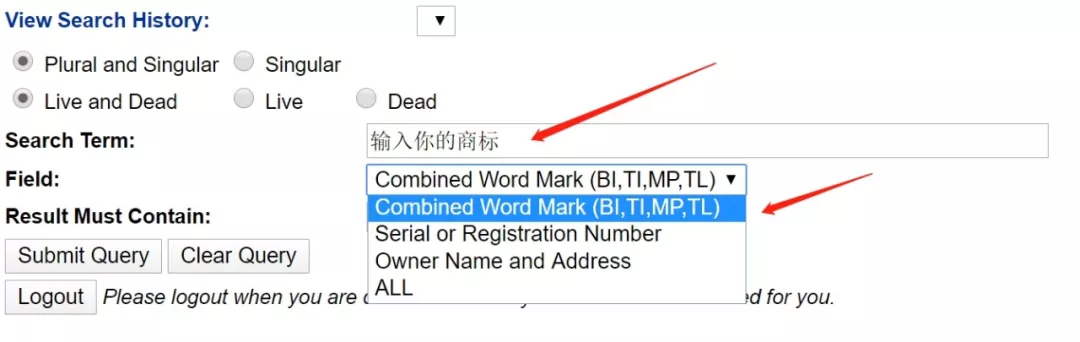 View Search History:
Plural and Singular Singular
Live and Dead Live Dead
Search Term: 输入你的商标
Field: Combined Word Mark (BI,TI,MP,TL)
Combined Word Mark (BI,TI,MP,TL)
Result Must Contain:
Serial or Registration Number
Submit Query Clear Query Owner Name and Address
ALL
Logout Please logout when you are ed for you.